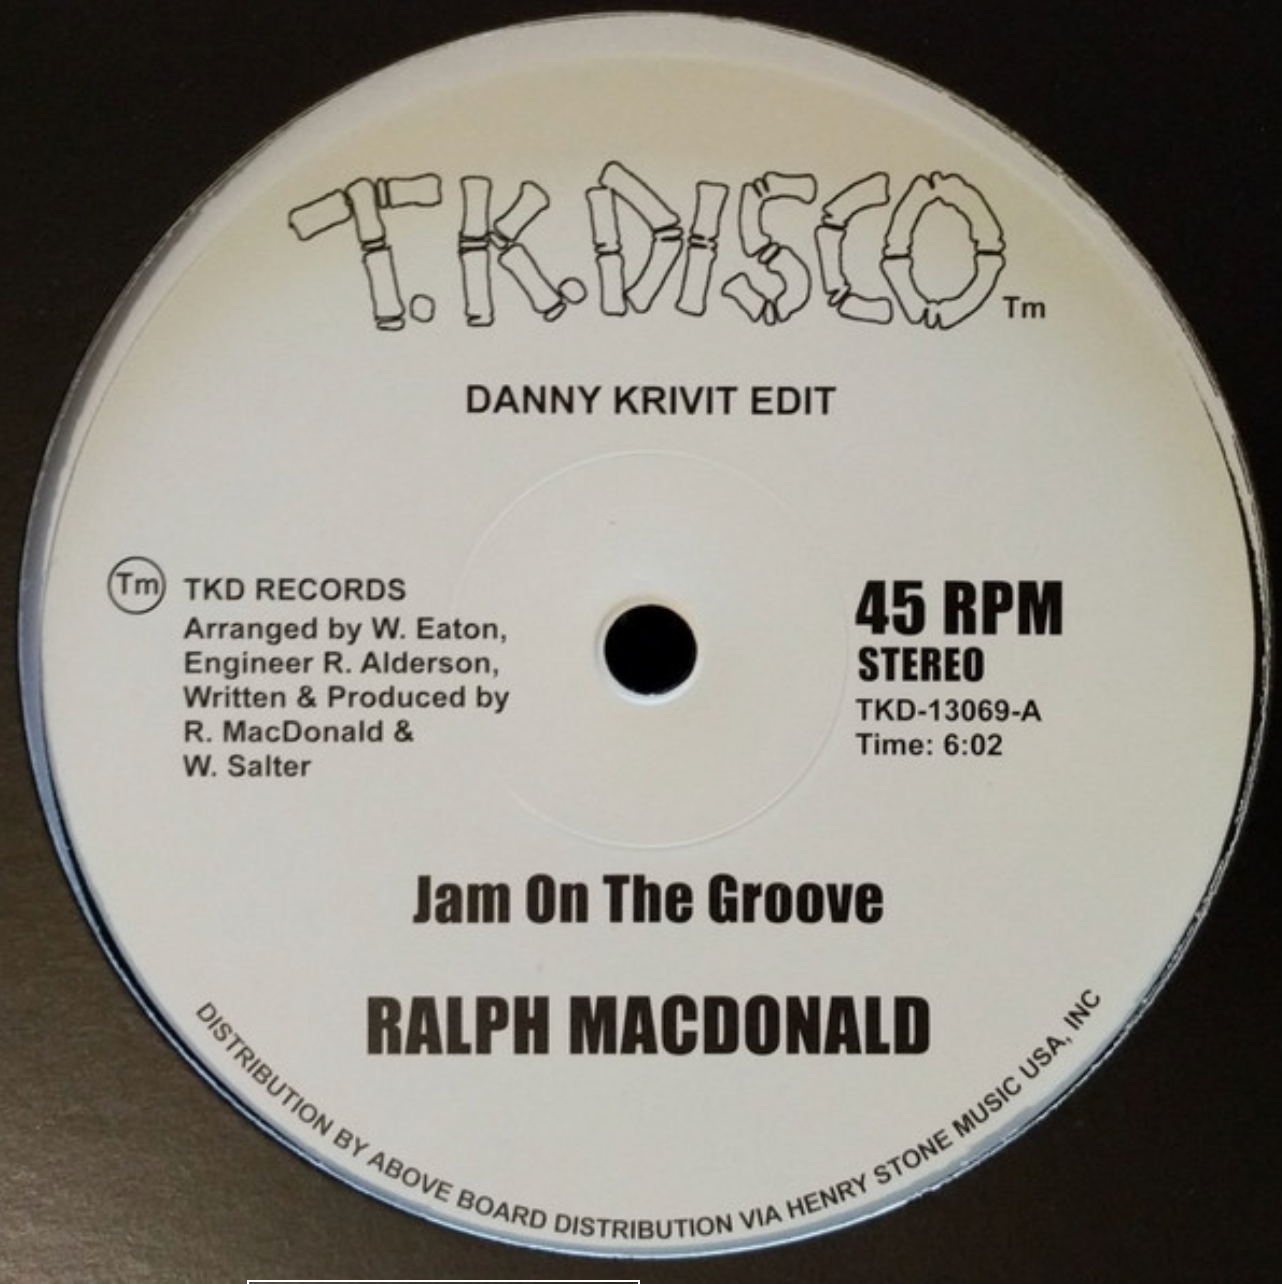 T.K.DISCO Tm
DANNY KRIVIT EDIT
Tm TKD RECORDS
Arranged by W. Eaton,
Engineer R. Alderson,
Written & Produced by
R. MacDonald &
W. Salter
45 RPM
STEREO
TKD-13069-A
Time: 6:02
Jam On The Groove
RALPH MACDONALD
DISTRIBUTION BY ABOVE BOARD DISTRIBUTION VIA HENRY STONE MUSIC USA, INC